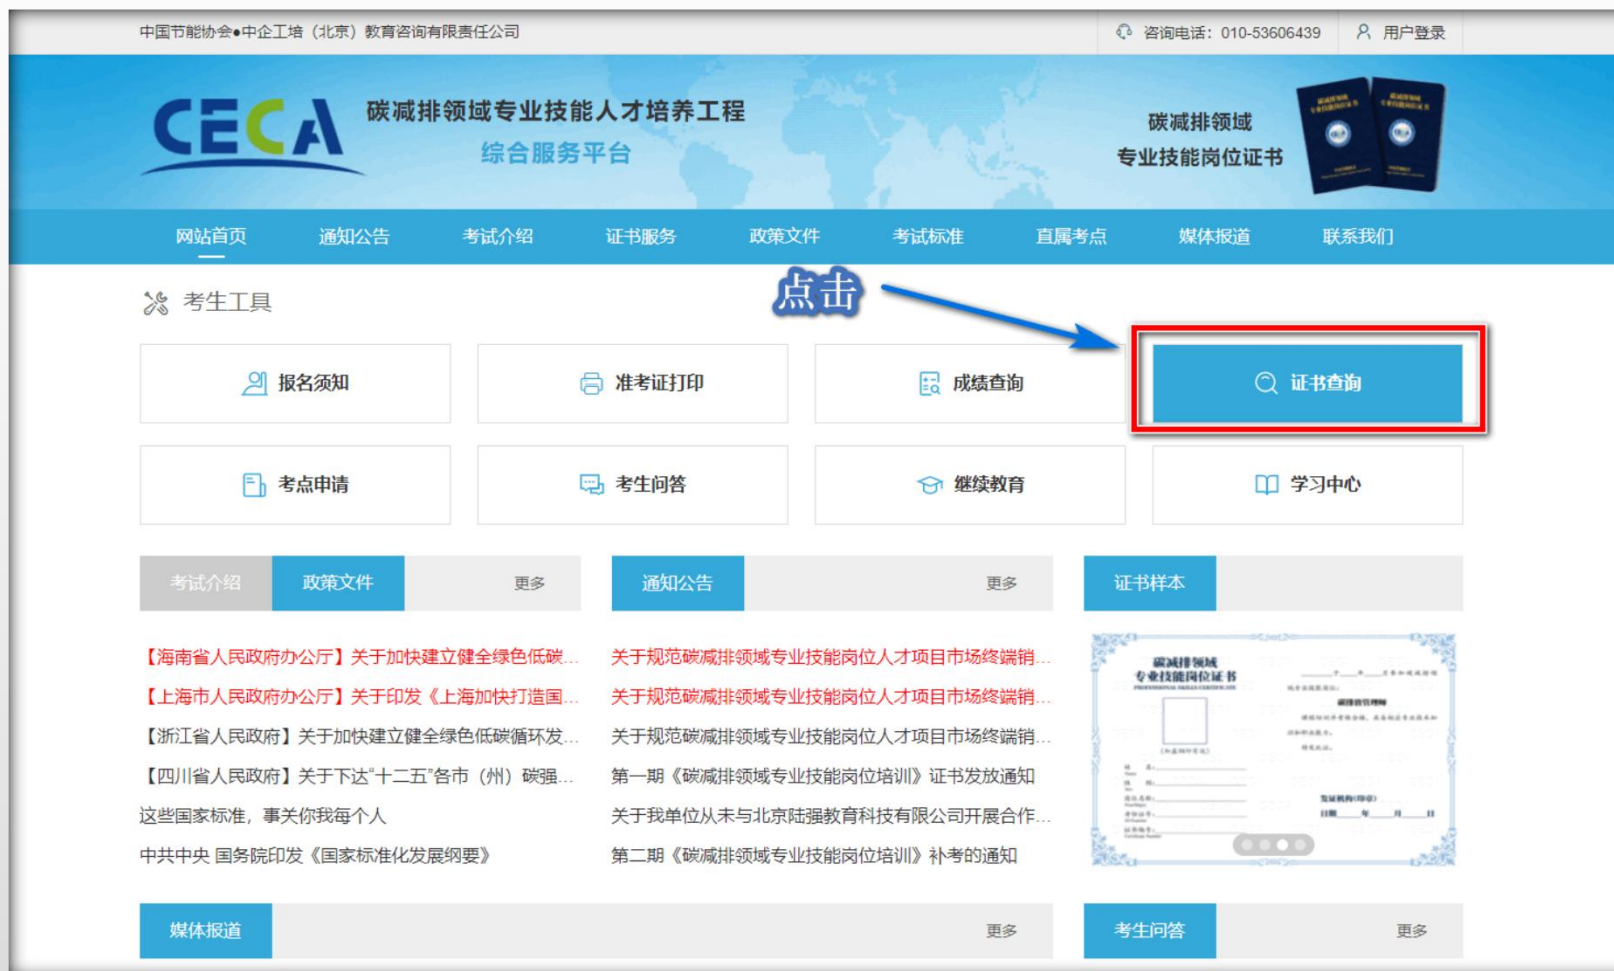 中国节能协会●中企工培（北京）教育咨询有限责任公司
咨询电话：010-53606439
用户登录
CECA
碳减排领域专业技能人才培养工程
综合服务平台
碳减排领域
专业技能岗位证书
网站首页 通知公告 考试介绍 证书服务 政策文件 考试标准 直属考点 媒体报道 联系我们
点击
考生工具
报名须知 准考证打印 成绩查询 证书查询
考点申请 考生问答 继续教育 学习中心
考试介绍 政策文件 更多
【海南省人民政府办公厅】关于加快建立健全绿色低碳...
【上海市人民政府办公厅】关于印发《上海加快打造国...
【浙江省人民政府】关于加快建立健全绿色低碳循环发...
【四川省人民政府】关于下达“十二五”各市（州）碳强...
这些国家标准，事关你我每个人
中共中央 国务院印发《国家标准化发展纲要》
通知公告 更多
关于规范碳减排领域专业技能岗位人才项目市场终端销...
关于规范碳减排领域专业技能岗位人才项目市场终端销...
关于规范碳减排领域专业技能岗位人才项目市场终端销...
第一期《碳减排领域专业技能岗位培训》证书发放通知
关于我单位从未与北京陆强教育科技有限公司开展合作...
第二期《碳减排领域专业技能岗位培训》补考的通知
证书样本
碳减排领域
专业技能岗位证书
PROFESSIONAL SKILLS CERTIFICATE
碳排放管理师
发证机构(印章)
日期 年 月 日
媒体报道 更多
考生问答 更多